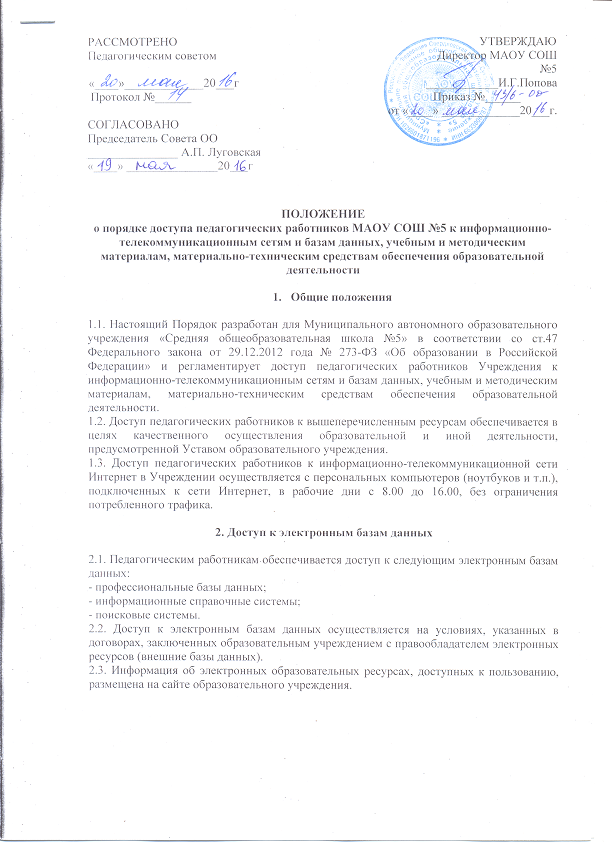 РАССМОТРЕНО
Педагогическим советом
«20» мая 2016г
Протокол № 14
СОГЛАСОВАНО
Председатель Совета ОО
А.П. Луговская
«19» мая 2016г
УТВЕРЖДАЮ
Директор МАОУ СОШ
№5
И.Г.Попова
Приказ № 43/6-од
от «20» мая 2016 г.
ПОЛОЖЕНИЕ
о порядке доступа педагогических работников МАОУ СОШ №5 к информационно-
телекоммуникационным сетям и базам данных, учебным и методическим
материалам, материально-техническим средствам обеспечения образовательной
деятельности
1. Общие положения
1.1. Настоящий Порядок разработан для Муниципального автономного образовательного
учреждения «Средняя общеобразовательная школа №5» в соответствии со ст.47
Федерального закона от 29.12.2012 года № 273-ФЗ «Об образовании в Российской
Федерации» и регламентирует доступ педагогических работников Учреждения к
информационно-телекоммуникационным сетям и базам данных, учебным и методическим
материалам, материально-техническим средствам обеспечения образовательной
деятельности.
1.2. Доступ педагогических работников к вышеперечисленным ресурсам обеспечивается в
целях качественного осуществления образовательной и иной деятельности,
предусмотренной Уставом образовательного учреждения.
1.3. Доступ педагогических работников к информационно-телекоммуникационной сети
Интернет в Учреждении осуществляется с персональных компьютеров (ноутбуков и т.п.),
подключенных к сети Интернет, в рабочие дни с 8.00 до 16.00, без ограничения
потребленного трафика.
2. Доступ к электронным базам данных
2.1. Педагогическим работникам обеспечивается доступ к следующим электронным базам
данных:
- профессиональные базы данных;
- информационные справочные системы;
- поисковые системы.
2.2. Доступ к электронным базам данных осуществляется на условиях, указанных в
договорах, заключенных образовательным учреждением с правообладателем электронных
ресурсов (внешние базы данных).
2.3. Информация об электронных образовательных ресурсах, доступных к пользованию,
размещена на сайте образовательного учреждения.